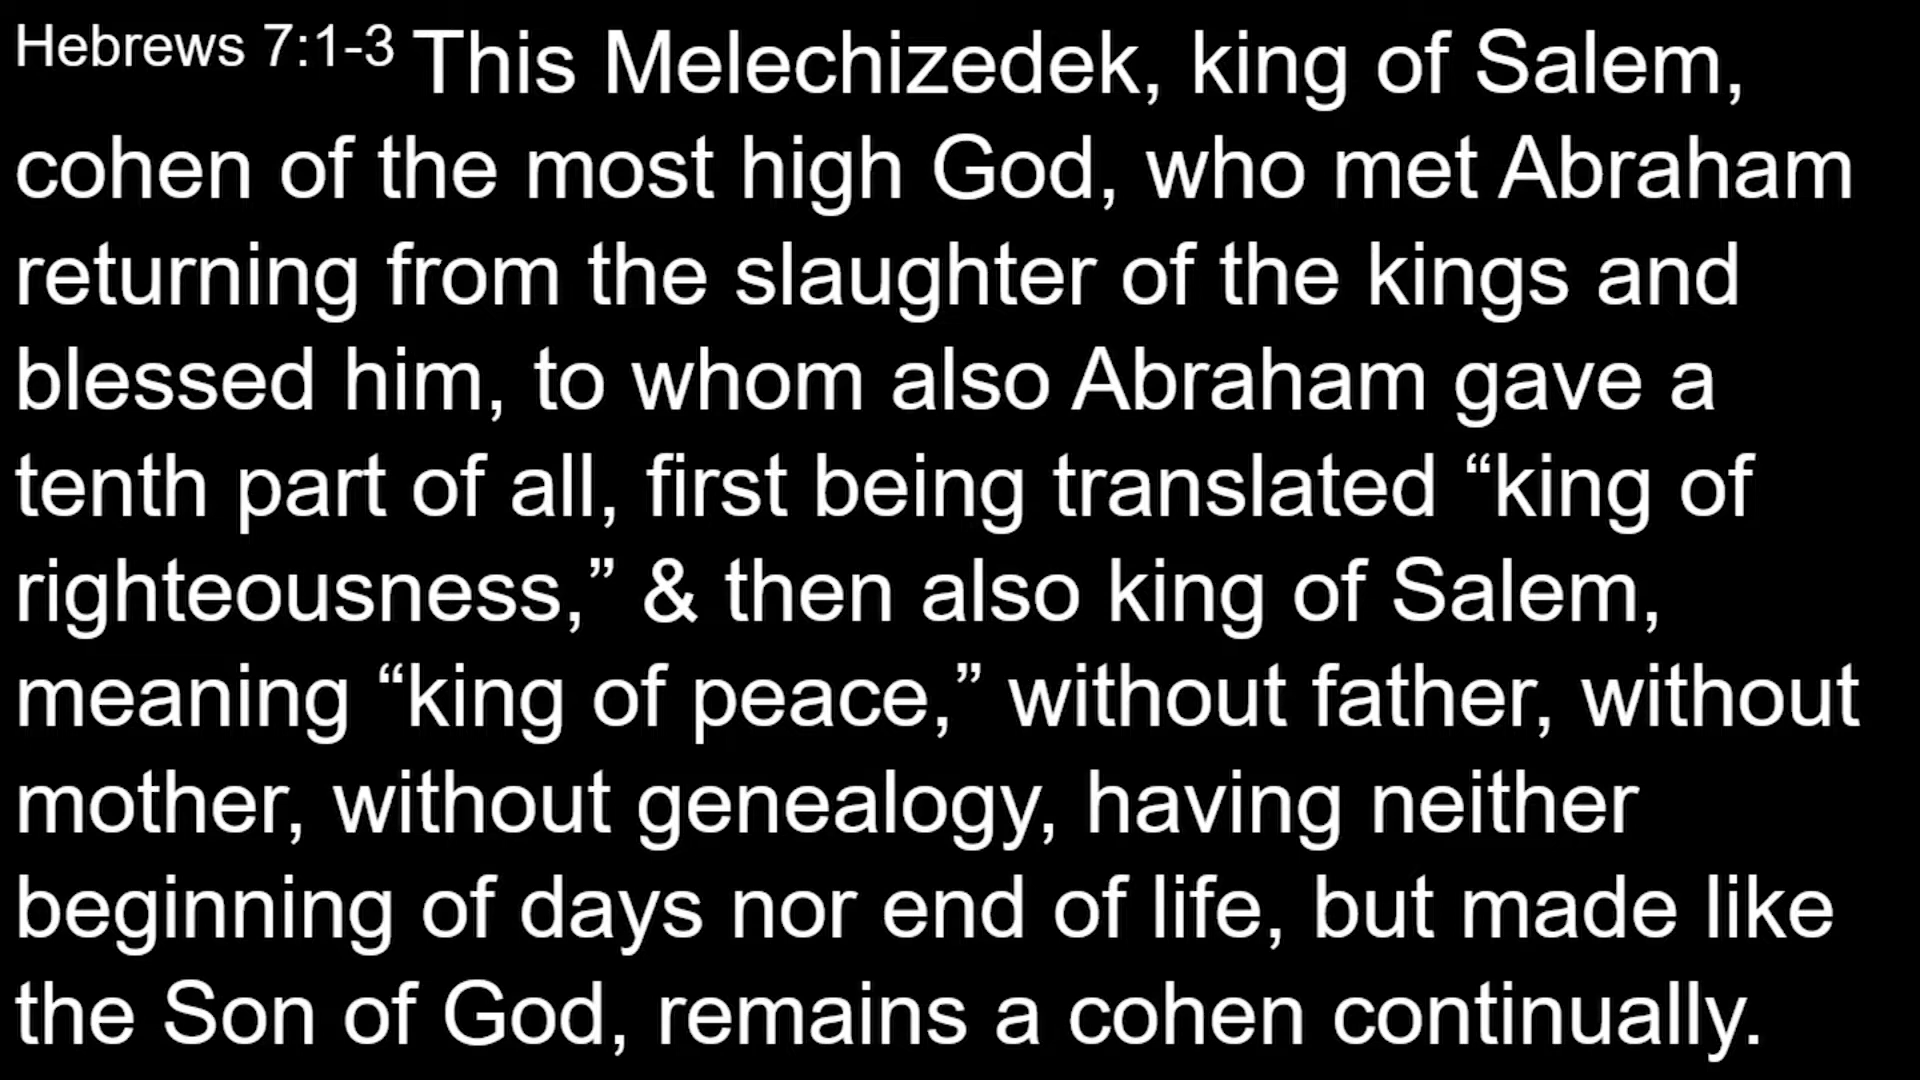 Hebrews 7:1-3 This Melechizedek, king of Salem,
cohen of the most high God, who met Abraham
returning from the slaughter of the kings and
blessed him, to whom also Abraham gave a
tenth part of all, first being translated “king of
righteousness,” & then also king of Salem,
meaning “king of peace,” without father, without
mother, without genealogy, having neither
beginning of days nor end of life, but made like
the Son of God, remains a cohen continually.